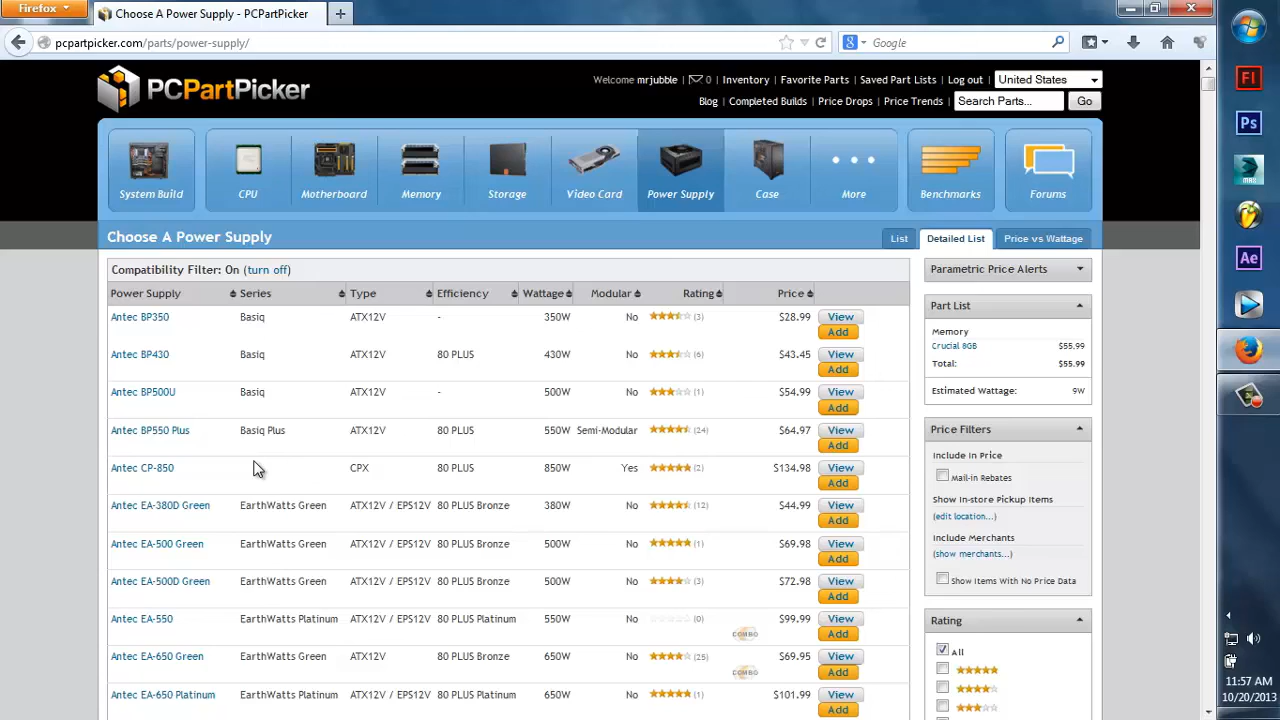 Firefox
Choose A Power Supply - PCPartPicker
pcpartpicker.com/parts/power-supply/
Google
PCPartPicker
Welcome mrjubble 0 Inventory Favorite Parts Saved Part Lists Log out United States
Blog Completed Builds Price Drops Price Trends Search Parts... Go
System Build CPU Motherboard Memory Storage Video Card Power Supply Case More Benchmarks Forums
Choose A Power Supply List Detailed List Price vs Wattage
Compatibility Filter: On (turn off)
Power Supply Series Type Efficiency Wattage Modular Rating Price
Antec BP350 Basiq ATX12V - 350W No (3) $28.99 View
Add
Antec BP430 Basiq ATX12V 80 PLUS 430W No (6) $43.45 View
Add
Antec BP500U Basiq ATX12V - 500W No (1) $54.99 View
Add
Antec BP550 Plus Basiq Plus ATX12V 80 PLUS 550W Semi-Modular (24) $64.97 View
Add
Antec CP-850 CPX 80 PLUS 850W Yes (2) $134.98 View
Add
Antec EA-380D Green EarthWatts Green ATX12V / EPS12V 80 PLUS Bronze 380W No (12) $44.99 View
Add
Antec EA-500 Green EarthWatts Green ATX12V / EPS12V 80 PLUS Bronze 500W No (1) $69.98 View
Add
Antec EA-500D Green EarthWatts Green ATX12V / EPS12V 80 PLUS Bronze 500W No (3) $72.98 View
Add
Antec EA-550 EarthWatts Platinum ATX12V / EPS12V 80 PLUS Platinum 550W No (0) $99.99 View
COMBO Add
Antec EA-650 Green EarthWatts Green ATX12V 80 PLUS Bronze 650W No (25) $69.95 View
COMBO Add
Antec EA-650 Platinum EarthWatts Platinum ATX12V / EPS12V 80 PLUS Platinum 650W No (1) $101.99 View
Add
Parametric Price Alerts
Part List
Memory
Crucial 8GB $55.99
Total: $55.99
Estimated Wattage: 9W
Price Filters
Include in Price
Mail-in Rebates
Show In-store Pickup Items
(edit location...)
Include Merchants
(show merchants...)
Show Items With No Price Data
Rating
All
Fl
Ps
MAX
Ae
11:57 AM
10/20/2013